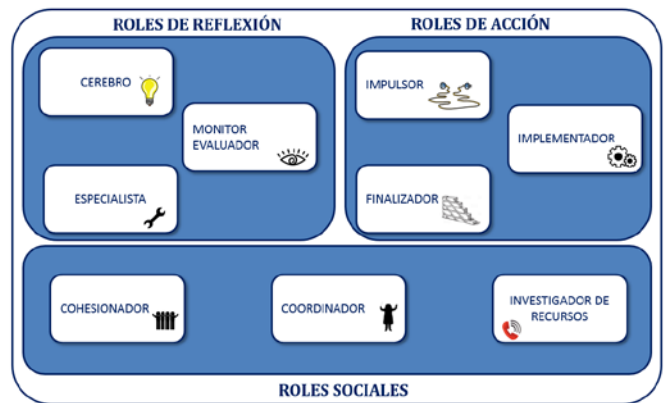 ROLES DE REFLEXIÓN
CEREBRO
MONITOR
EVALUADOR
ESPECIALISTA
ROLES DE ACCIÓN
IMPULSOR
IMPLEMENTADOR
FINALIZADOR
COHESIONADOR
COORDINADOR
INVESTIGADOR DE
RECURSOS
ROLES SOCIALES